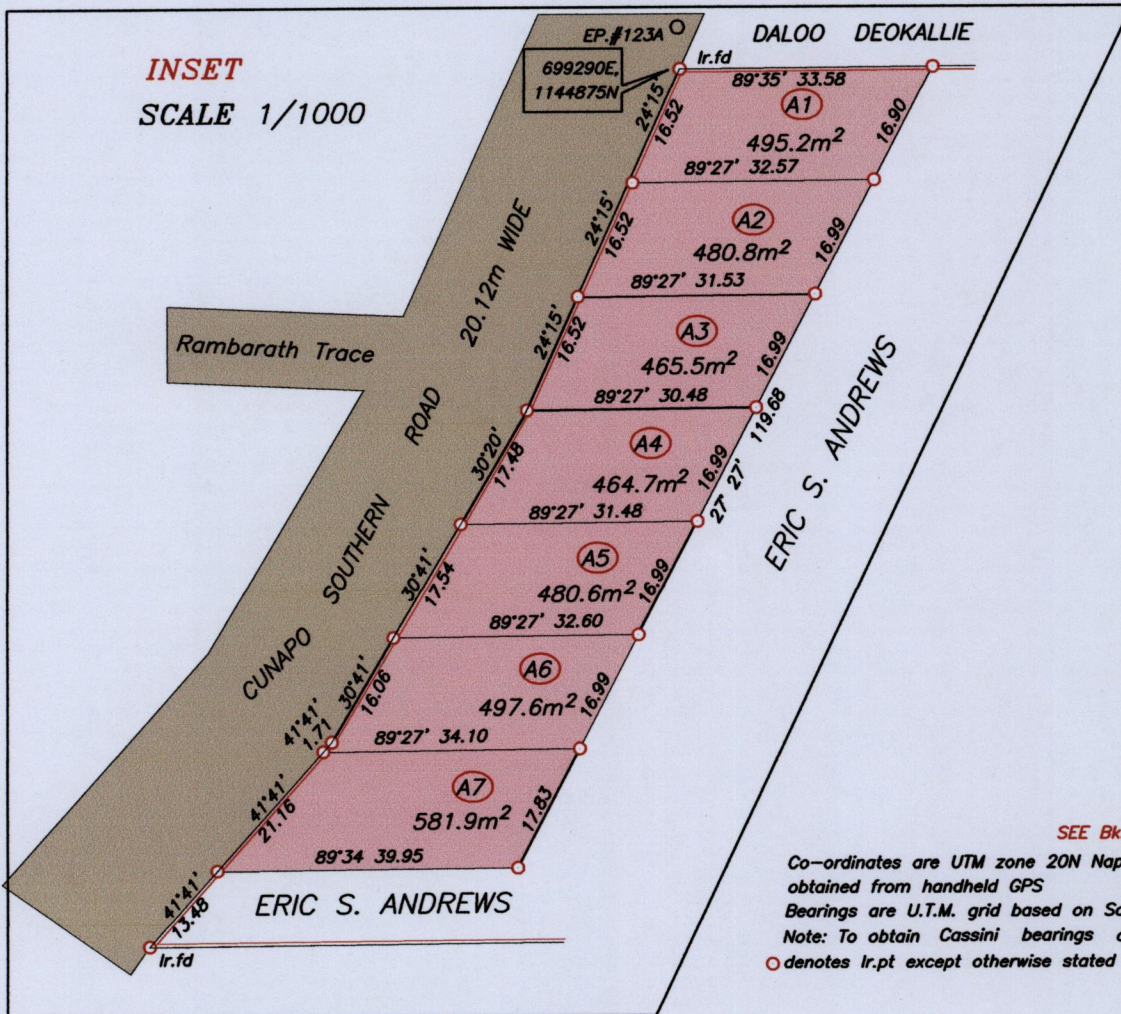 INSET
SCALE 1/1000
EP.#123A
DALOO DEOKALLIE
Ir.fd
699290E,
1144875N
89°35' 33.58
24°15'
16.52
A1
495.2m²
16.90
89°27' 32.57
24°15'
16.52
A2
480.8m²
16.99
89°27' 31.53
24°15'
16.52
A3
465.5m²
16.99
89°27' 30.48
20.12m WIDE
Rambarath Trace
CUNAPO SOUTHERN ROAD
30°20'
17.48
A4
464.7m²
16.99
27° 27' 119.68
89°27' 31.48
ERIC S. ANDREWS
30°41'
17.54
A5
480.6m²
16.99
89°27' 32.60
30°41'
16.06
A6
497.6m²
16.99
41°41'
1.71
89°27' 34.10
41°41'
21.16
A7
581.9m²
17.83
89°34 39.95
41°41'
13.48
ERIC S. ANDREWS
Ir.fd
SEE Bk
Co-ordinates are UTM zone 20N Nap
obtained from handheld GPS
Bearings are U.T.M. grid based on So
Note: To obtain Cassini bearings
denotes Ir.pt except otherwise stated